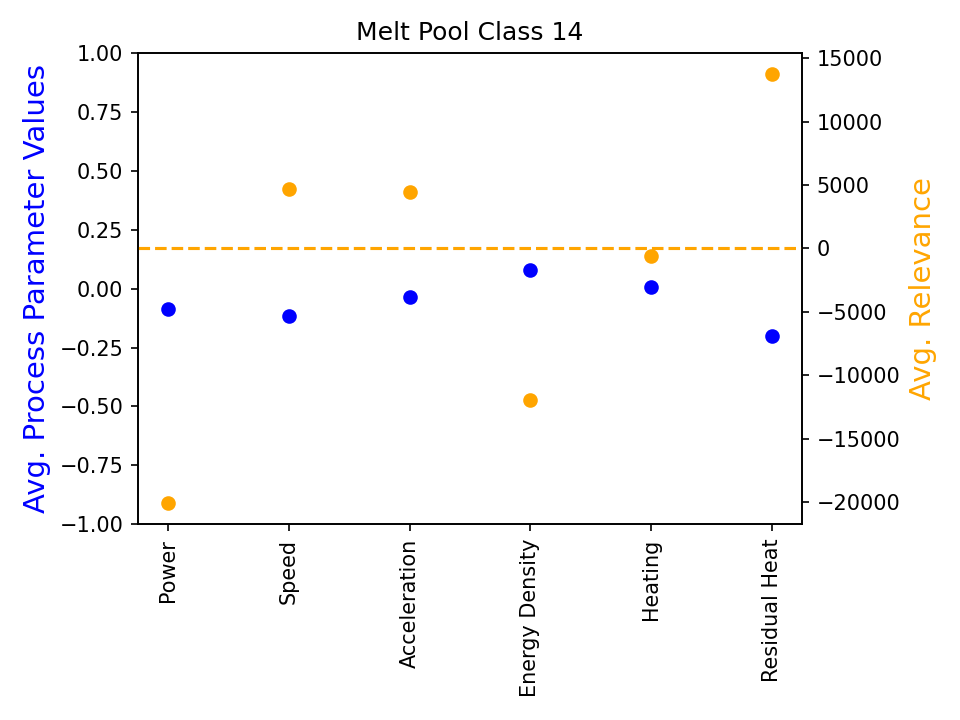 Melt Pool Class 14
Avg. Process Parameter Values
1.00
0.75
0.50
0.25
0.00
−0.25
−0.50
−0.75
−1.00
15000
10000
5000
0
−5000
−10000
−15000
−20000
Avg. Relevance
Power
Speed
Acceleration
Energy Density
Heating
Residual Heat